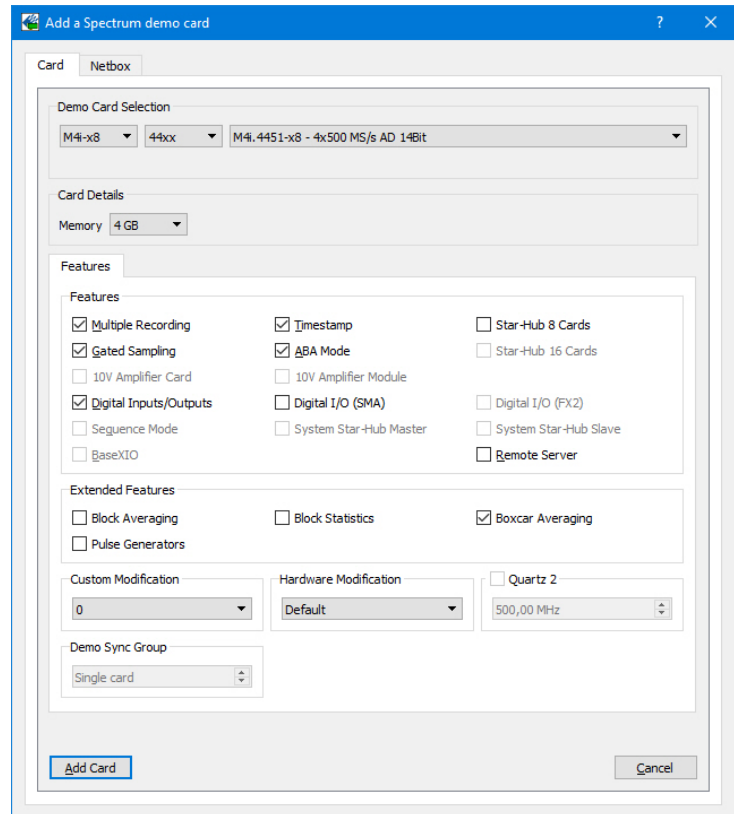 Add a Spectrum demo card ?
Card Netbox
Demo Card Selection
M4i-x8 44xx M4i.4451-x8 - 4x500 MS/s AD 14Bit
Card Details
Memory 4 GB
Features
Features
Multiple Recording Timestamp Star-Hub 8 Cards
Gated Sampling ABA Mode Star-Hub 16 Cards
10V Amplifier Card 10V Amplifier Module
Digital Inputs/Outputs Digital I/O (SMA) Digital I/O (FX2)
Sequence Mode System Star-Hub Master System Star-Hub Slave
BaseXIO Remote Server
Extended Features
Block Averaging Block Statistics Boxcar Averaging
Pulse Generators
Custom Modification Hardware Modification Quartz 2
0 Default 500,00 MHz
Demo Sync Group
Single card
Add Card Cancel